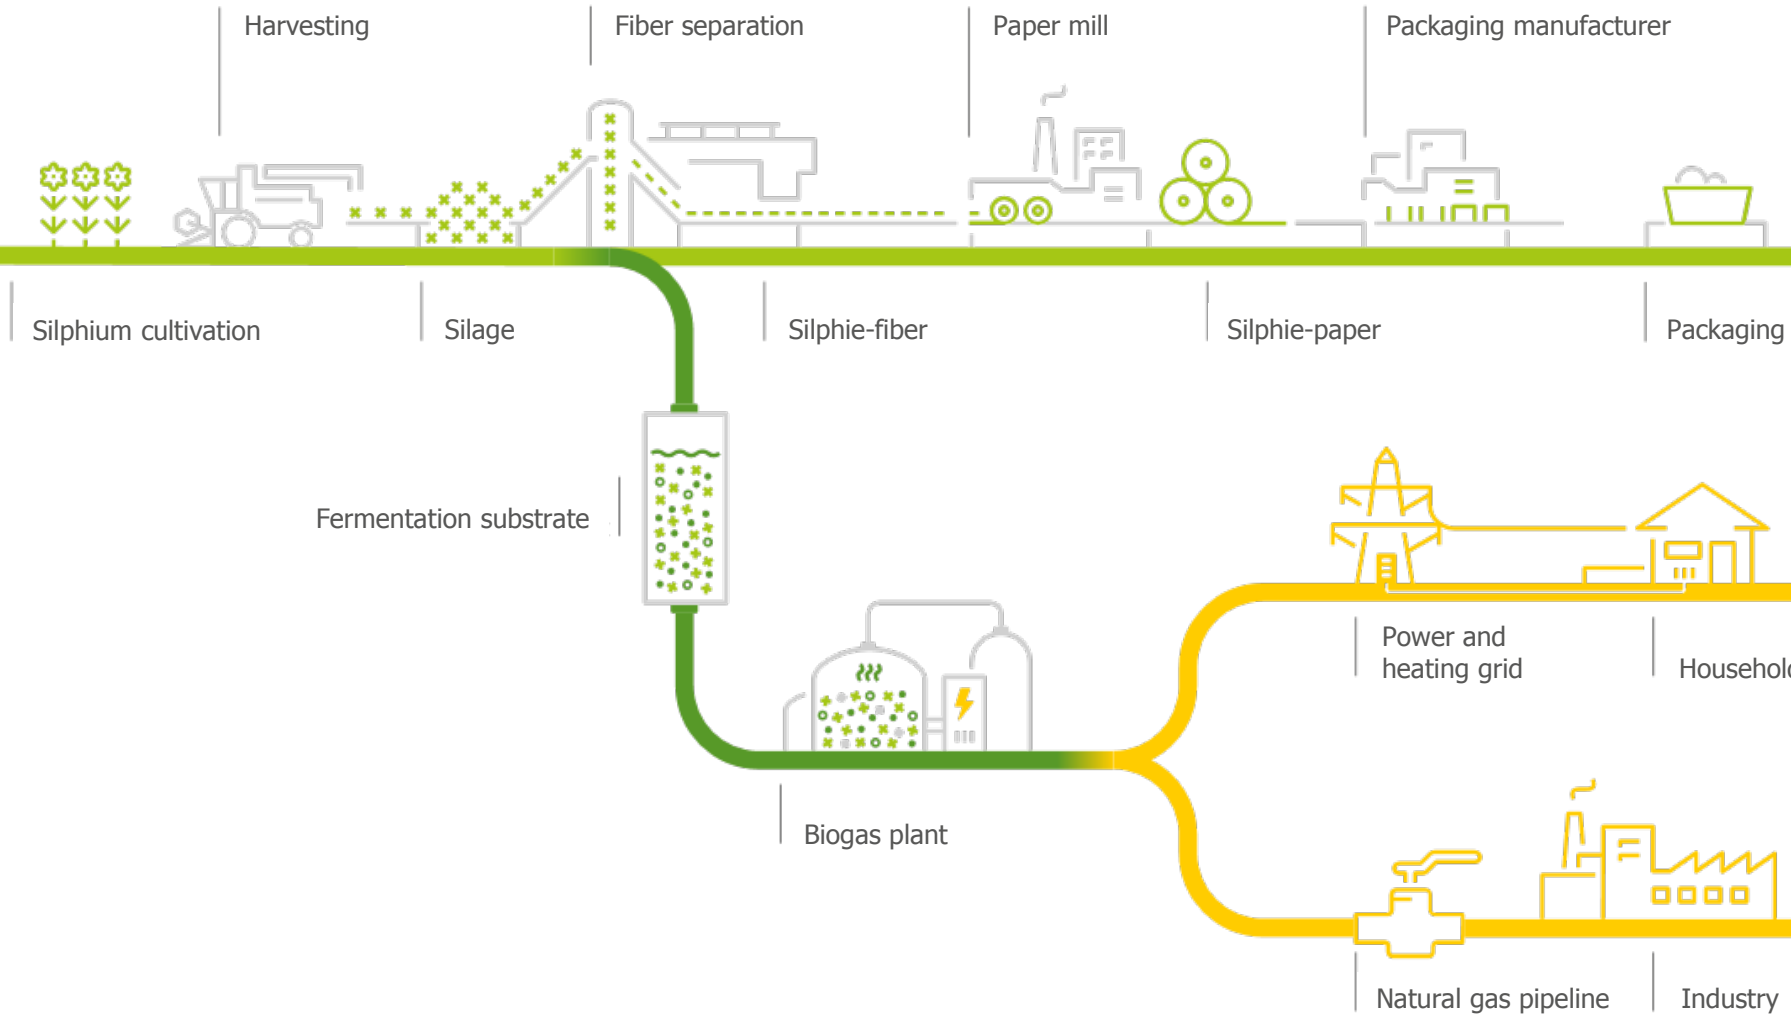 Harvesting
Fiber separation
Paper mill
Packaging manufacturer
Silphium cultivation
Silage
Silphie-fiber
Silphie-paper
Packaging
Fermentation substrate
Power and
heating grid
Household
Biogas plant
Natural gas pipeline
Industry